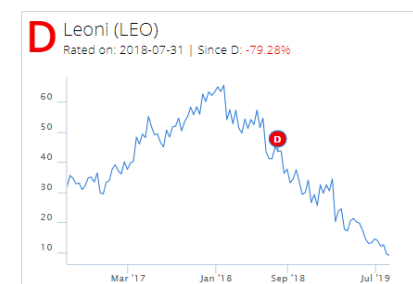 D Leoni (LEO)
Rated on: 2018-07-31 | Since D: -79.28%
60
50
D
40
30
20
10
Mar '17 Jan '18 Sep '18 Jul '19